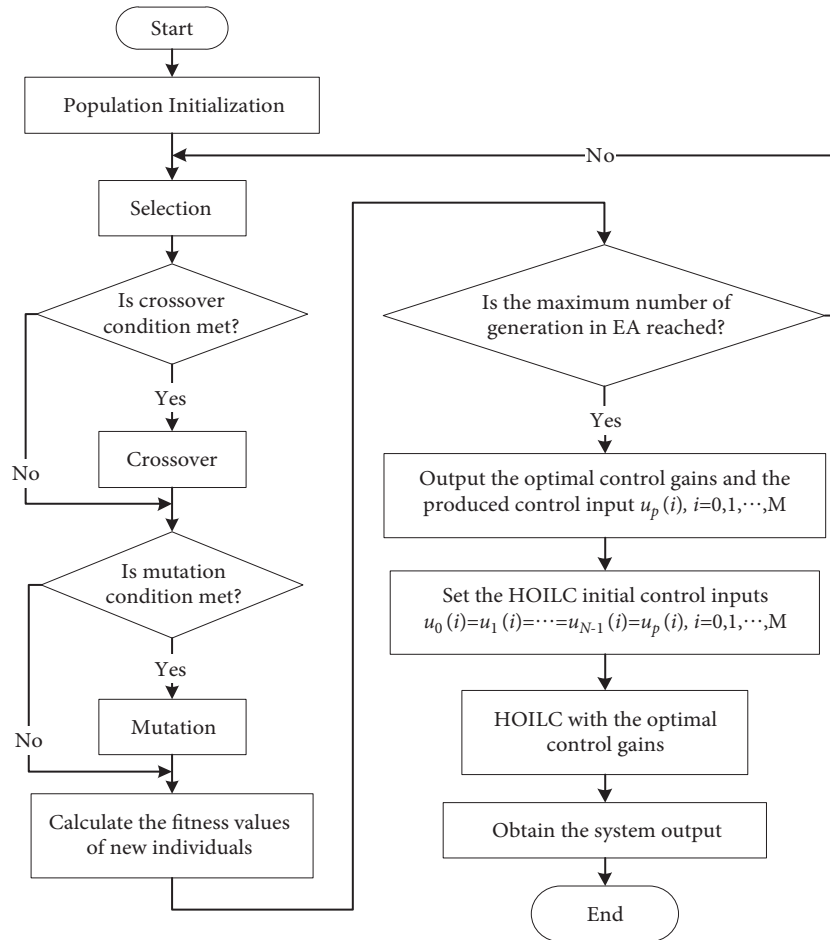 Start
Population Initialization
Selection
Is crossover
condition met?
Yes
Crossover
No
Is mutation
condition met?
Yes
Mutation
No
Calculate the fitness values
of new individuals
No
Is the maximum number of
generation in EA reached?
Yes
Output the optimal control gains and the
produced control input u_p(i), i=0,1,⋯,M
Set the HOILC initial control inputs
u_0(i)=u_1(i)=⋯=u_{N-1}(i)=u_p(i), i=0,1,⋯,M
HOILC with the optimal
control gains
Obtain the system output
End